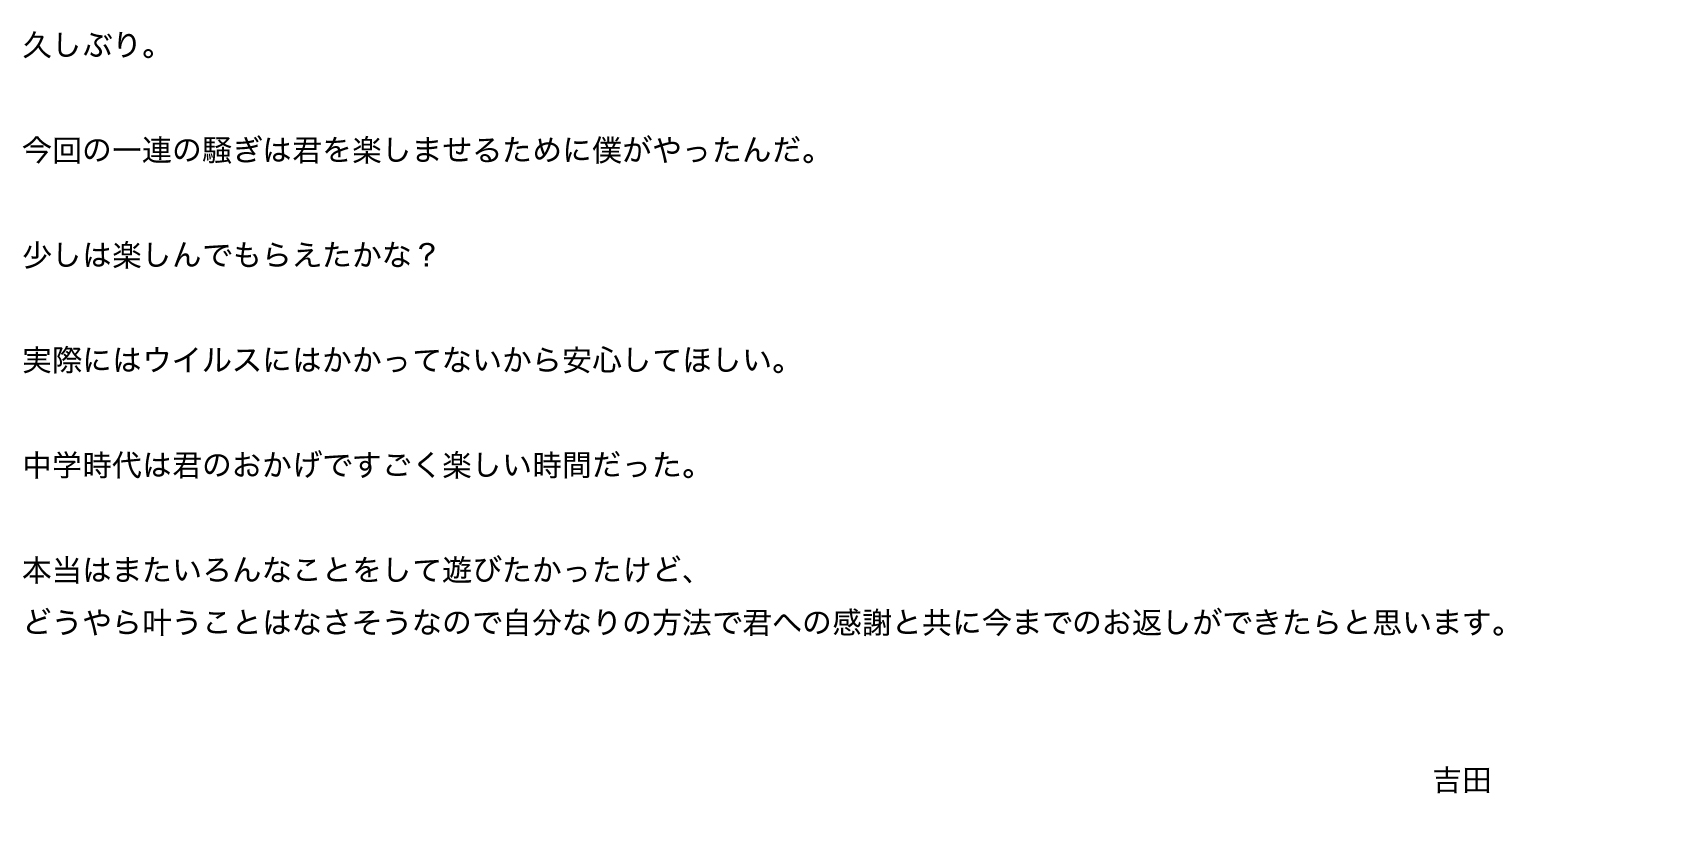 久しぶり。
今回の一連の騒ぎは君を楽しませるために僕がやったんだ。
少しは楽しんでもらえたかな？
実際にはウイルスにはかかってないから安心してほしい。
中学時代は君のおかげですごく楽しい時間だった。
本当はまたいろんなことをして遊びたかったけど、
どうやら叶うことはなさそうなので自分なりの方法で君への感謝と共に今までのお返しができたらと思います。
吉田